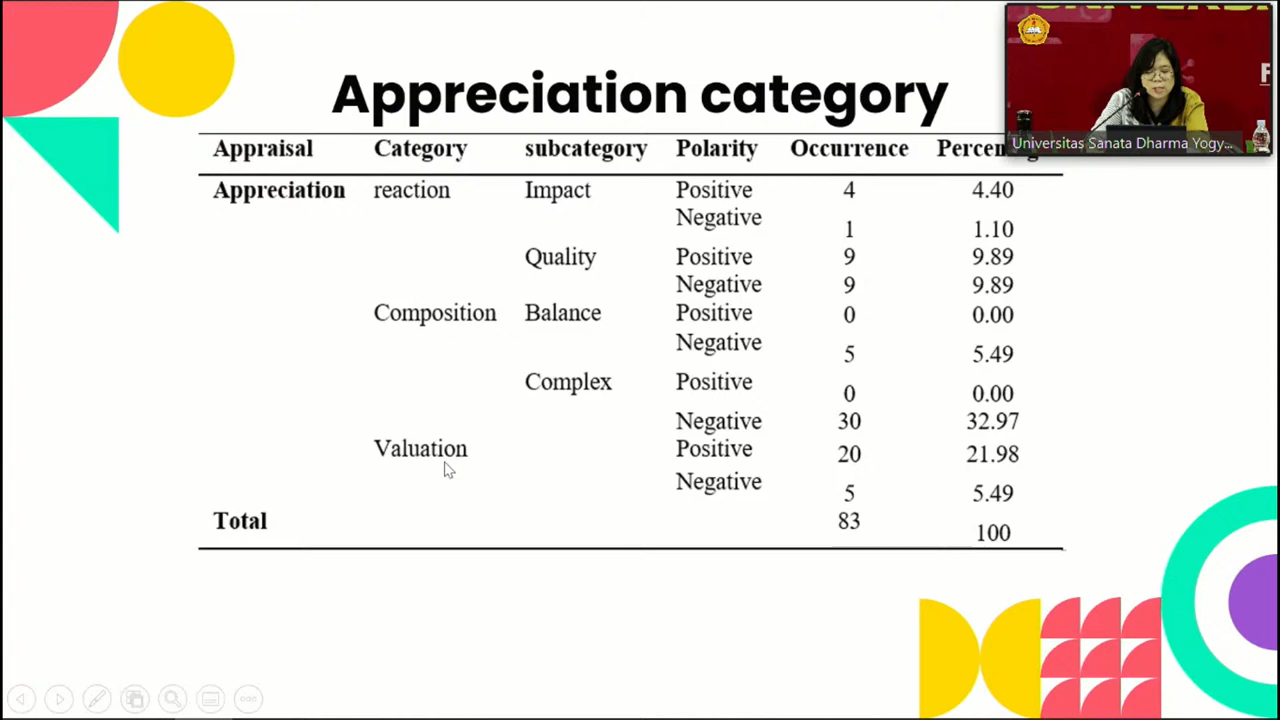 Appreciation category
Universitas Sanata Dharma Yogy...
Appraisal Category subcategory Polarity Occurrence
Appreciation reaction Impact Positive 4 4.40
Negative 1 1.10
Quality Positive 9 9.89
Negative 9 9.89
Composition Balance Positive 0 0.00
Negative 5 5.49
Complex Positive 0 0.00
Negative 30 32.97
Valuation Positive 20 21.98
Negative 5 5.49
Total 83 100